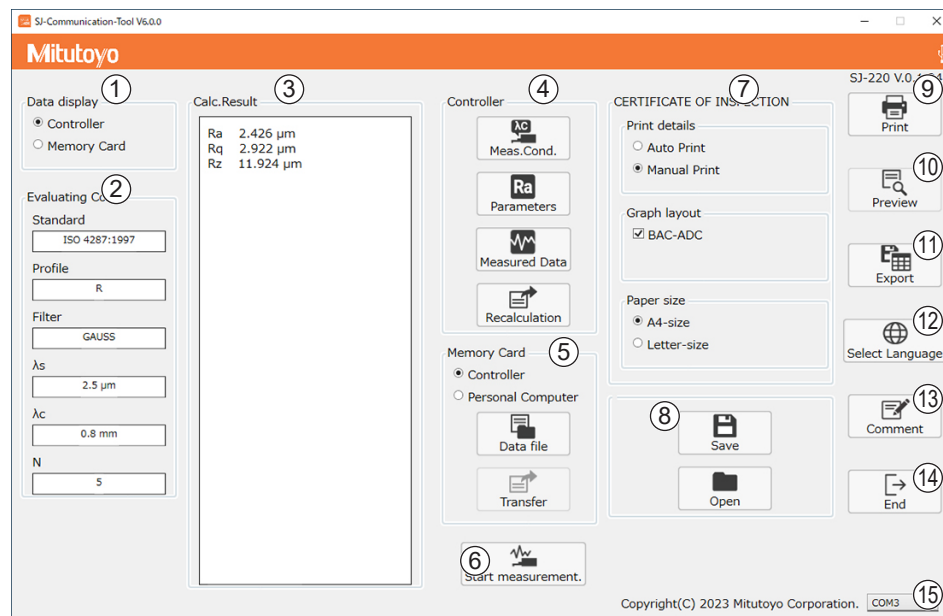 SJ-Communication-Tool V6.0.0
Mitutoyo
SJ-220 V.0.
1
Data display
Controller
Memory Card
2
Evaluating
Standard
ISO 4287:1997
Profile
R
Filter
GAUSS
λs
2.5 µm
λc
0.8 mm
N
5
3
Calc.Result
Ra 2.426 µm
Rq 2.922 µm
Rz 11.924 µm
4
Controller
λC
Meas.Cond.
Ra
Parameters
Measured Data
Recalculation
5
Memory Card
Controller
Personal Computer
Data file
Transfer
6
Start measurement.
7
CERTIFICATE OF INSPECTION
Print details
Auto Print
Manual Print
Graph layout
BAC-ADC
Paper size
A4-size
Letter-size
8
Save
Open
9
Print
10
Preview
11
Export
12
Select Language
13
Comment
14
End
Copyright(C) 2023 Mitutoyo Corporation.
COM3
15